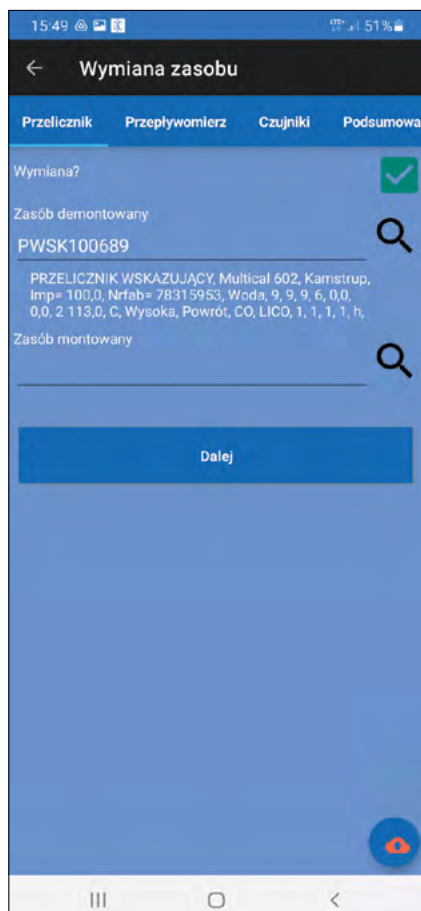 15:49 51%
Wymiana zasobu
Przelicznik Przepływomierz Czujniki Podsumowa
Wymiana?
Zasób demontowany
PWSK100689
PRZELICZNIK WSKAZUJĄCY, Multical 602, Kamstrup,
Imp= 100,0, Nrfab= 78315953, Woda, 9, 9, 9, 6, 0,0,
0,0, 2 113,0, C, Wysoka, Powrót, CO, LICO, 1, 1, 1, 1, h,
Zasób montowany
Dalej